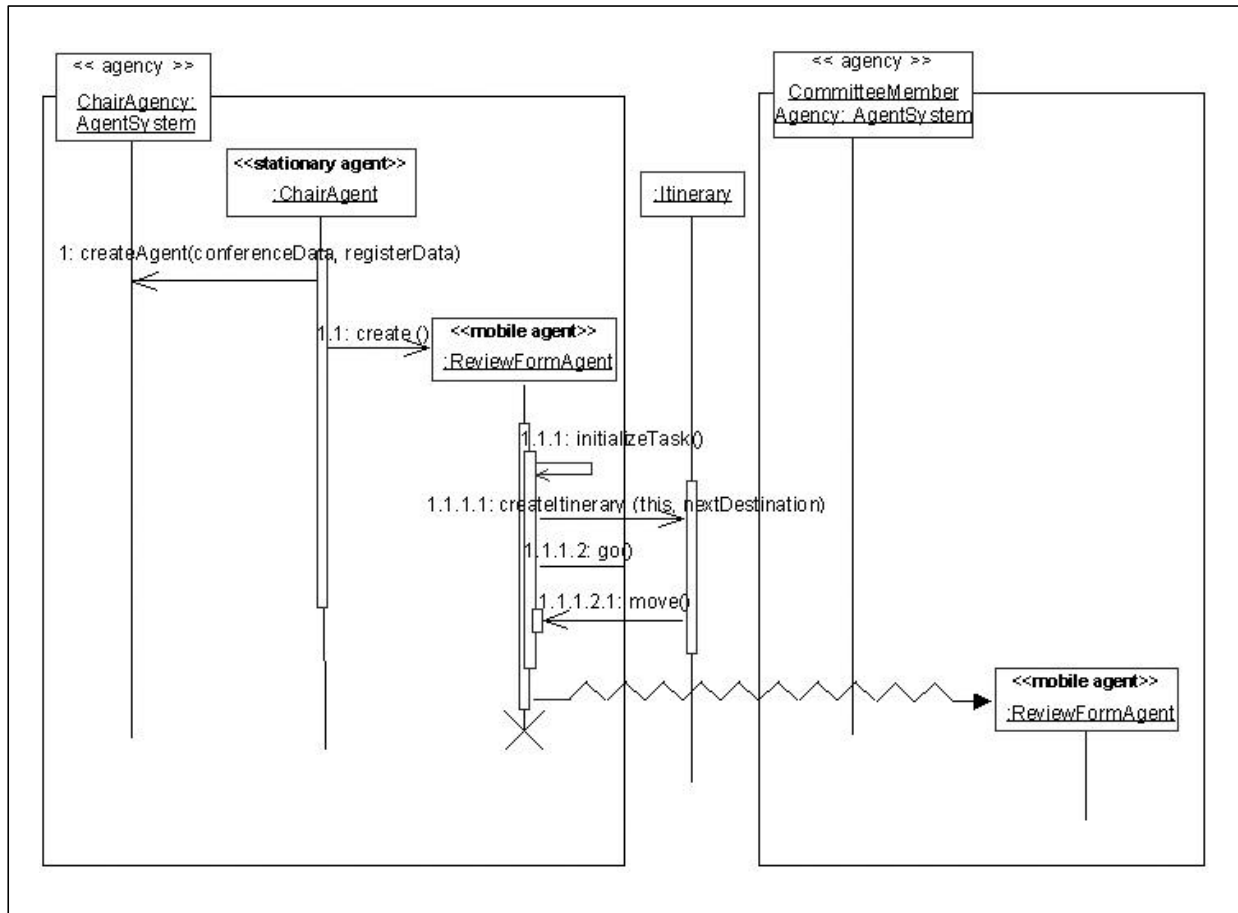 << agency >>
ChairAgency:
AgentSystem
<<stationary agent>>
:ChairAgent
:Itinerary
<< agency >>
CommitteeMember
Agency: AgentSystem
1: createAgent(conferenceData, registerData)
1.1: create ()
<<mobile agent>>
:ReviewFormAgent
1.1.1: initializeTask()
1.1.1.1: createItinerary (this, nextDestination)
1.1.1.2: go()
1.1.1.2.1: move()
<<mobile agent>>
:ReviewFormAgent